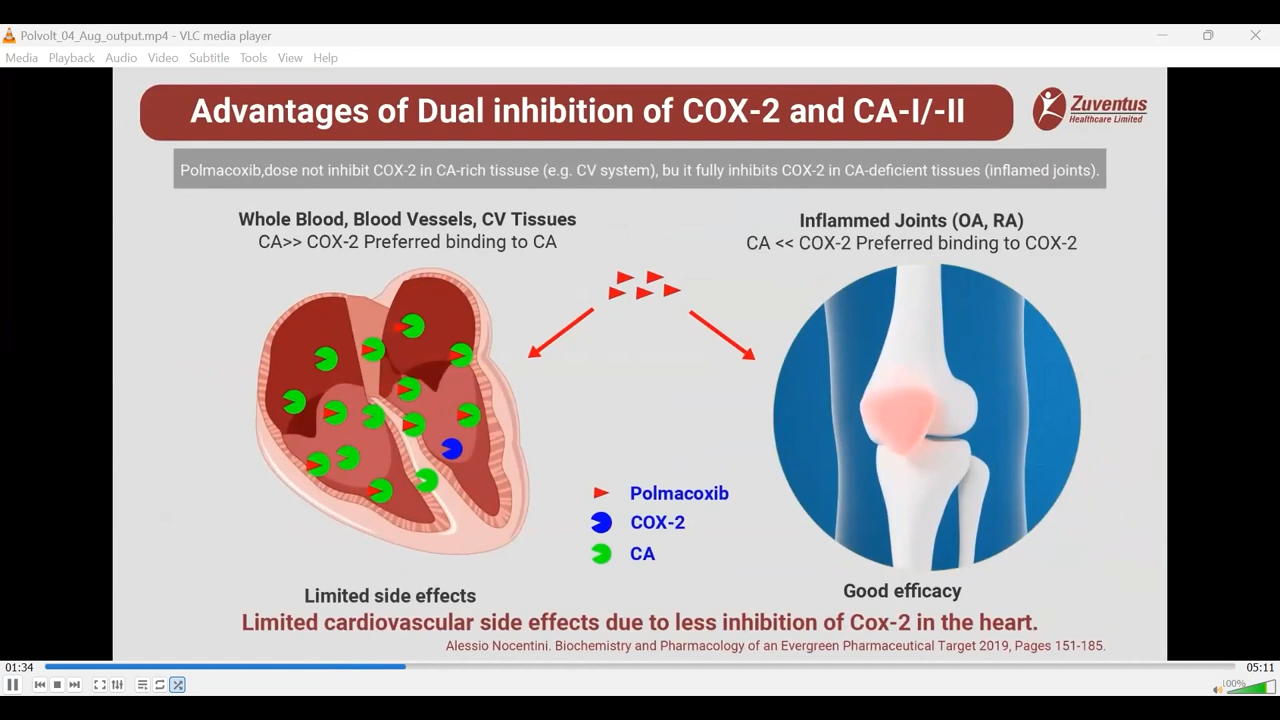 Polvolt_04_Aug_output.mp4 - VLC media player
Media Playback Audio Video Subtitle Tools View Help
Advantages of Dual inhibition of COX-2 and CA-I/-II
Zuventus
Healthcare Limited
Polmacoxib,dose not inhibit COX-2 in CA-rich tissuse (e.g. CV system), bu it fully inhibits COX-2 in CA-deficient tissues (inflamed joints).
Whole Blood, Blood Vessels, CV Tissues
CA>> COX-2 Preferred binding to CA
Inflammed Joints (OA, RA)
CA << COX-2 Preferred binding to COX-2
Polmacoxib
COX-2
CA
Limited side effects
Good efficacy
Limited cardiovascular side effects due to less inhibition of Cox-2 in the heart.
Alessio Nocentini. Biochemistry and Pharmacology of an Evergreen Pharmaceutical Target 2019, Pages 151-185.
01:34
05:11
100%